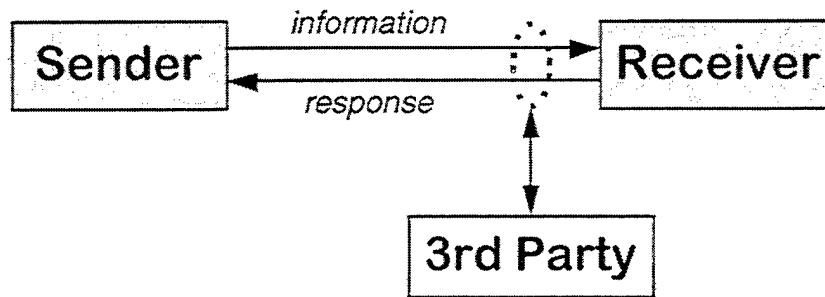 information
Sender
Receiver
response
3rd Party